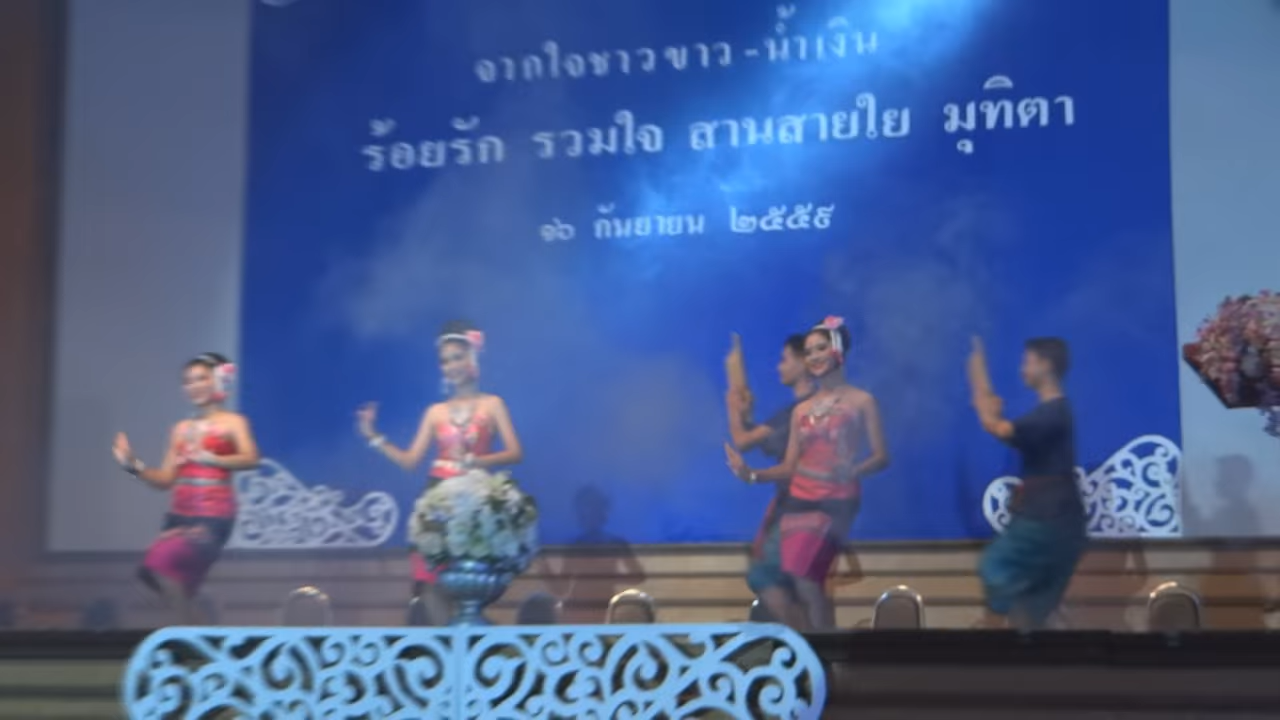 จากใจชาวขาว-น้ำเงิน
ร้อยรัก รวมใจ สานสายใย มุทิตา
๑๖ กันยายน ๒๕๕๙